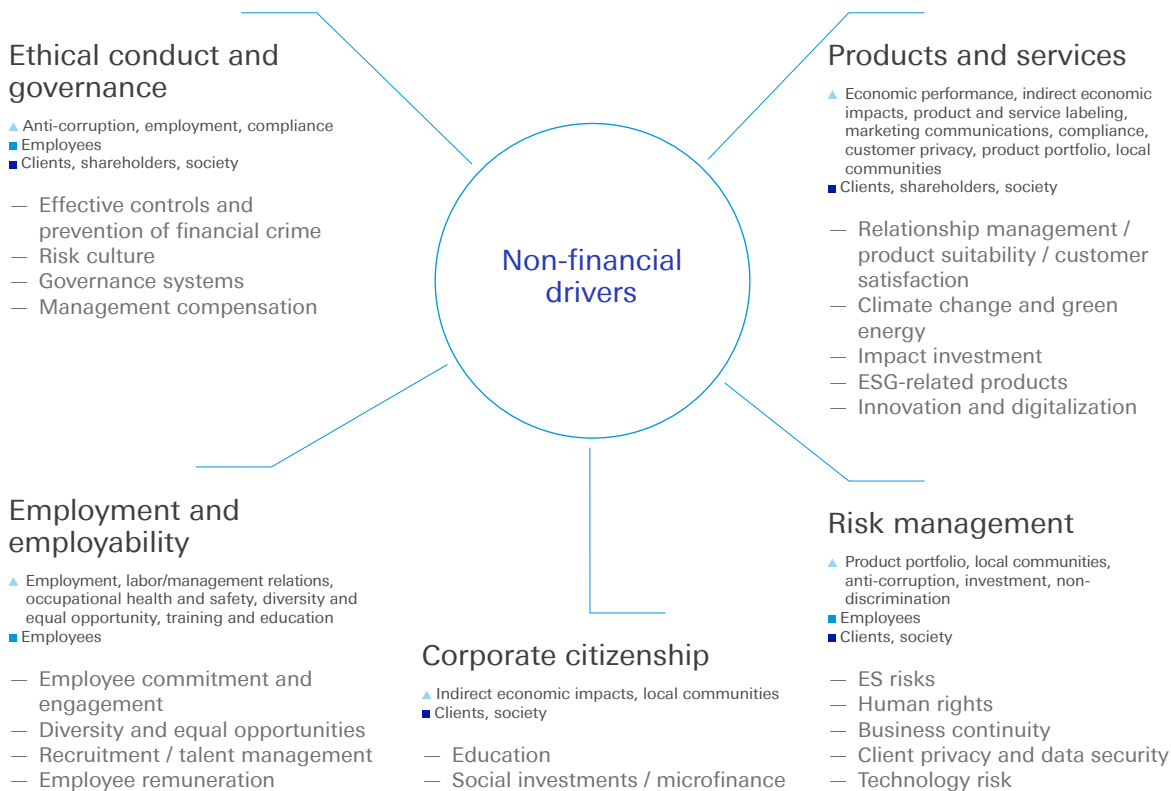 Ethical conduct and
governance
Anti-corruption, employment, compliance
Employees
Clients, shareholders, society
— Effective controls and
prevention of financial crime
— Risk culture
— Governance systems
— Management compensation
Non-financial
drivers
Products and services
Economic performance, indirect economic
impacts, product and service labeling,
marketing communications, compliance,
customer privacy, product portfolio, local
communities
Clients, shareholders, society
— Relationship management /
product suitability / customer
satisfaction
— Climate change and green
energy
— Impact investment
— ESG-related products
— Innovation and digitalization
Employment and
employability
Employment, labor/management relations,
occupational health and safety, diversity and
equal opportunity, training and education
Employees
— Employee commitment and
engagement
— Diversity and equal opportunities
— Recruitment / talent management
— Employee remuneration
Corporate citizenship
Indirect economic impacts, local communities
Clients, society
— Education
— Social investments / microfinance
Risk management
Product portfolio, local communities,
anti-corruption, investment, non-
discrimination
Employees
Clients, society
— ES risks
— Human rights
— Business continuity
— Client privacy and data security
— Technology risk